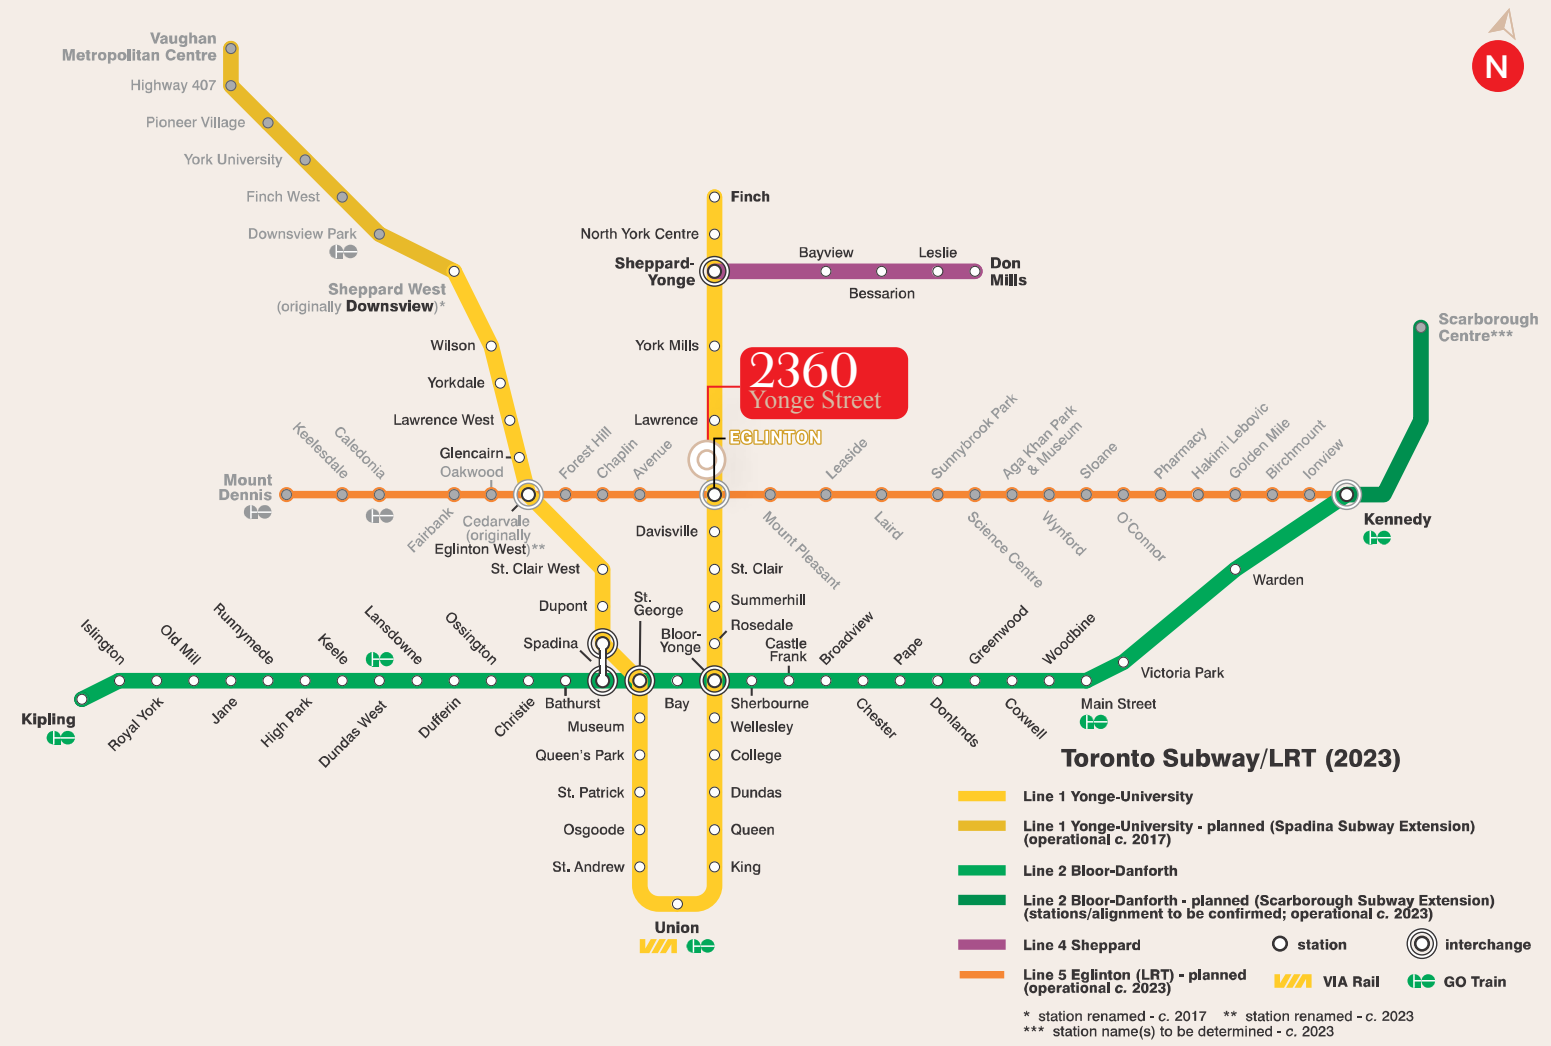 N
Vaughan
Metropolitan Centre
Highway 407
Pioneer Village
York University
Finch West
Downsview Park
Sheppard West
(originally Downsview)*
Wilson
Yorkdale
Lawrence West
Glencairn
Oakwood
Cedarvale
(originally
Eglinton West)**
St. Clair West
Dupont
Spadina
St.
George
Finch
North York Centre
Sheppard-
Yonge
Bayview
Bessarion
Leslie
Don
Mills
York Mills
2360
Yonge Street
Lawrence
EGLINTON
Davisville
St. Clair
Summerhill
Rosedale
Bloor-
Yonge
Scarborough
Centre***
Mount
Dennis
Keelesdale
Caledonia
Fairbank
Forest Hill
Chaplin
Avenue
Mount Pleasant
Leaside
Laird
Sunnybrook Park
Science Centre
Aga Khan Park
& Museum
Wynford
Sloane
O'Connor
Pharmacy
Hakimi Lebovic
Golden Mile
Birchmount
Ionview
Kennedy
Warden
Victoria Park
Main Street
Kipling
Islington
Royal York
Old Mill
Jane
Runnymede
High Park
Keele
Dundas West
Lansdowne
Dufferin
Ossington
Christie
Bathurst
Bay
Sherbourne
Castle
Frank
Broadview
Chester
Pape
Donlands
Greenwood
Coxwell
Woodbine
Museum
Queen's Park
St. Patrick
Osgoode
St. Andrew
Union
VIA
Wellesley
College
Dundas
Queen
King
Toronto Subway/LRT (2023)
Line 1 Yonge-University
Line 1 Yonge-University - planned (Spadina Subway Extension)
(operational c. 2017)
Line 2 Bloor-Danforth
Line 2 Bloor-Danforth - planned (Scarborough Subway Extension)
(stations/alignment to be confirmed; operational c. 2023)
Line 4 Sheppard
station
interchange
Line 5 Eglinton (LRT) - planned
(operational c. 2023)
VIA Rail
GO Train
* station renamed - c. 2017 ** station renamed - c. 2023
*** station name(s) to be determined - c. 2023